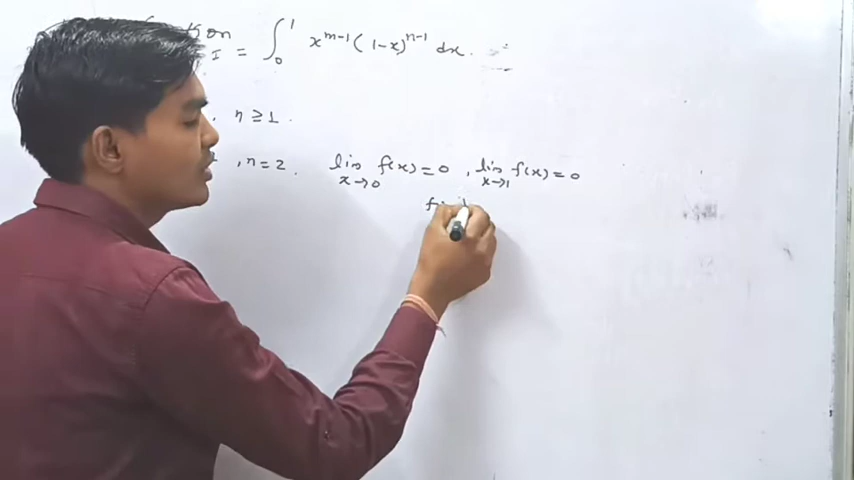 I = ∫₀¹ x^{m-1} (1-x)^{n-1} dx.
, n ≥ 1.
, n = 2. lim_{x→0} f(x) = 0 , lim_{x→1} f(x) = 0